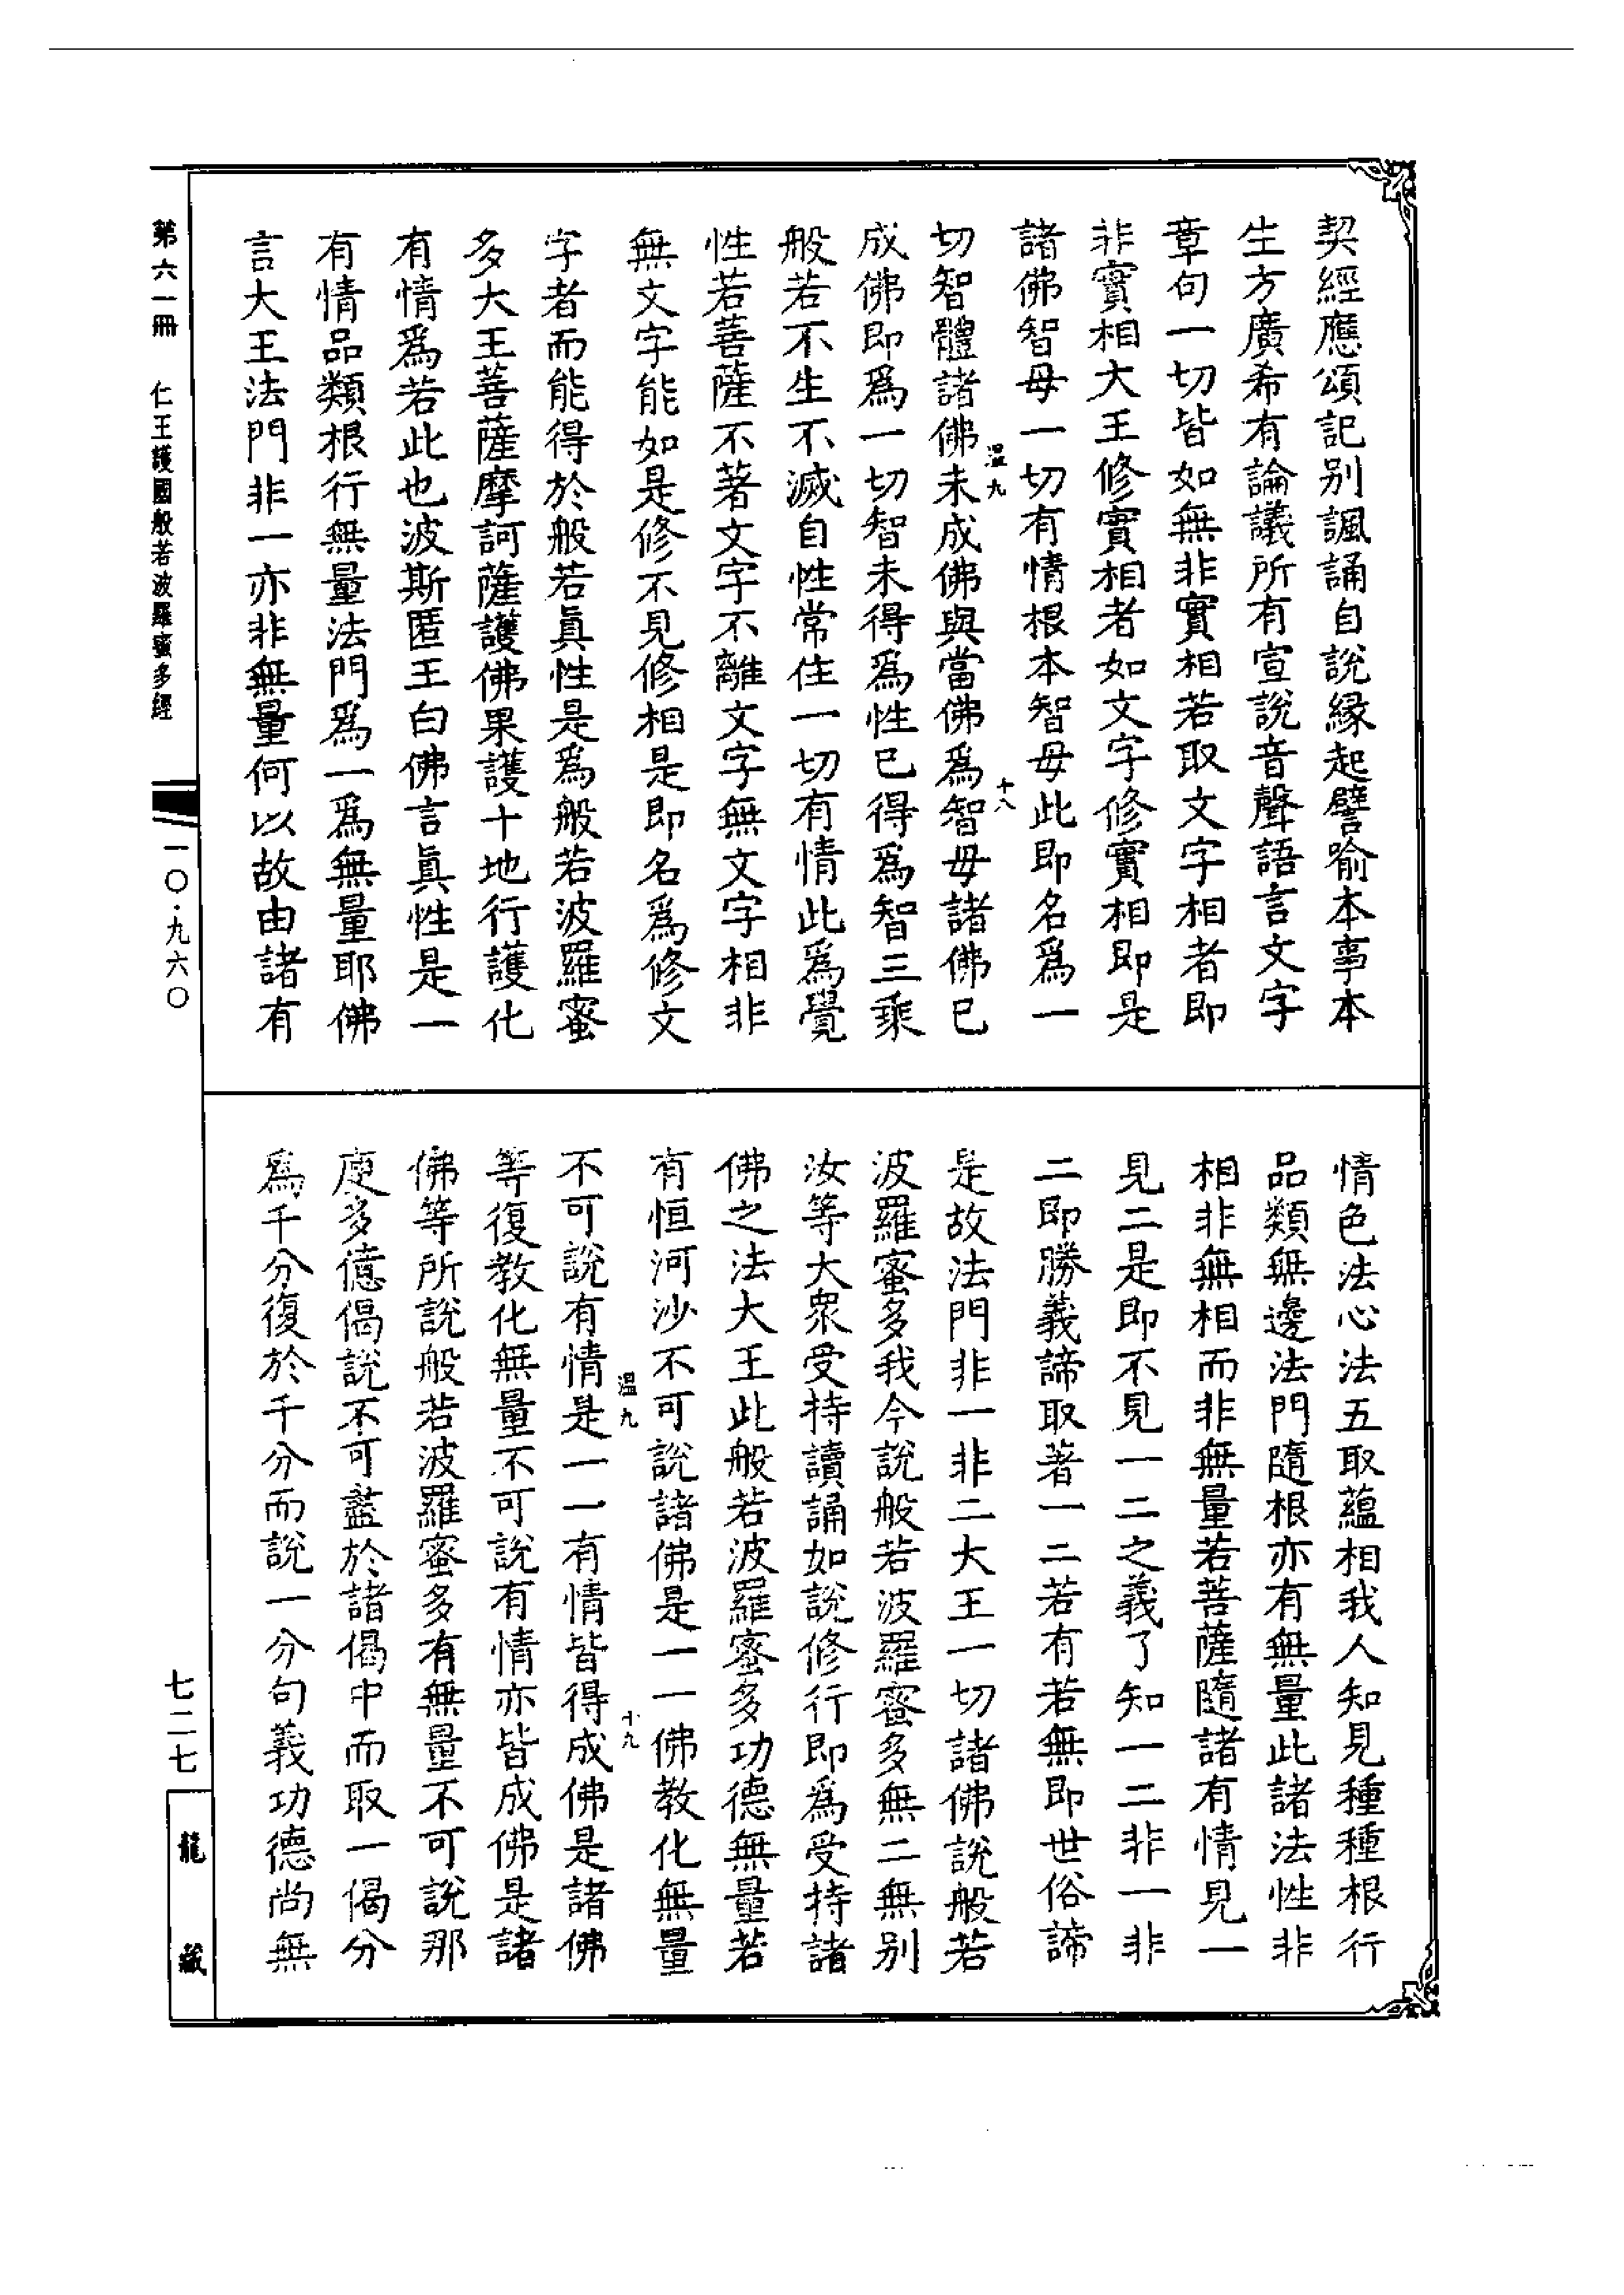 契經應頌記别諷誦自說緣起譬喻本事本
生方廣希有論議所有宣說音聲語言文字
章句一切皆如無非實相若取文字相者即
非實相大王修實相者如文字修實相即是
諸佛智母一切有情根本智母此即名爲一
温九 十八
切智體諸佛未成佛與當佛爲智母諸佛已
成佛即爲一切智未得爲性已得爲智三乘
般若不生不滅自性常住一切有情此爲覺
性若菩薩不著文字不離文字無文字相非
無文字能如是修不見修相是即名爲修文
字者而能得於般若眞性是爲般若波羅蜜
多大王菩薩摩訶薩護佛果護十地行護化
有情爲若此也波斯匿王白佛言眞性是一
有情品類根行無量法門爲一爲無量耶佛
言大王法門非一亦非無量何以故由諸有
情色法心法五取蘊相我人知見種種根行
品類無邊法門隨根亦有無量此諸法性非
相非無相而非無量若菩薩隨諸有情見一
見二是即不見一二之義了知一二非一非
二即勝義諦取著一二若有若無即世俗諦
是故法門非一非二大王一切諸佛說般若
波羅蜜多我今說般若波羅蜜多無二無别
汝等大眾受持讀誦如說修行即爲受持諸
佛之法大王此般若波羅蜜多功德無量若
有恒河沙不可說諸佛是一一佛教化無量
温九 十九
不可說有情是一一有情皆得成佛是諸佛
等復教化無量不可說有情亦皆成佛是諸
佛等所說般若波羅蜜多有無量不可說那
庾多億偈說不可盡於諸偈中而取一偈分
爲千分復於千分而說一分句義功德尚無
第六一冊 仁王護國般若波羅蜜多經
一〇·九六〇
七二七
龍藏